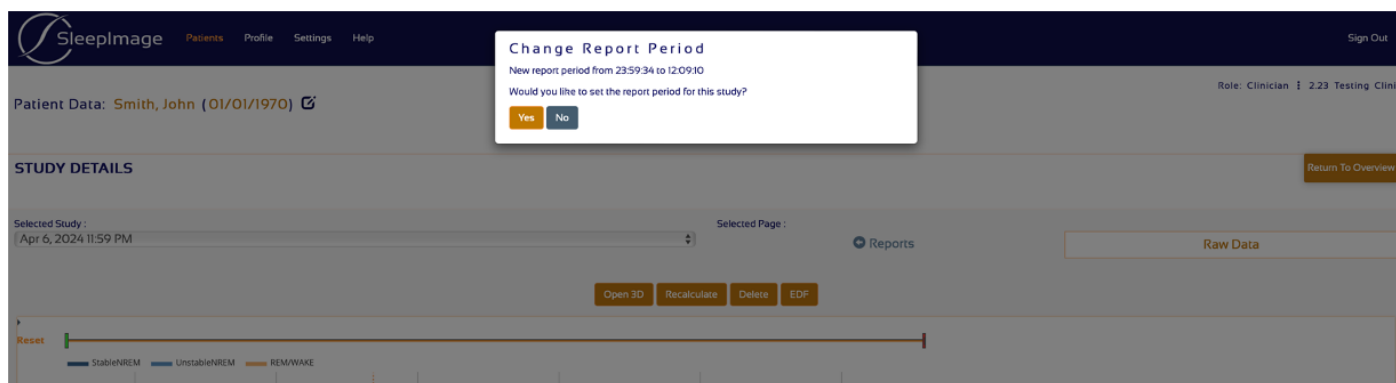 SleepImage
Patients Profile Settings Help
Sign Out
Change Report Period
New report period from 23:59:34 to 12:09:10
Would you like to set the report period for this study?
Yes No
Role: Clinician ⋮ 2.23 Testing Clini
Patient Data: Smith, John (01/01/1970)
STUDY DETAILS
Return To Overview
Selected Study :
Apr 6, 2024 11:59 PM
Selected Page :
Reports
Raw Data
Open 3D Recalculate Delete EDF
Reset
StableNREM UnstableNREM REM/WAKE